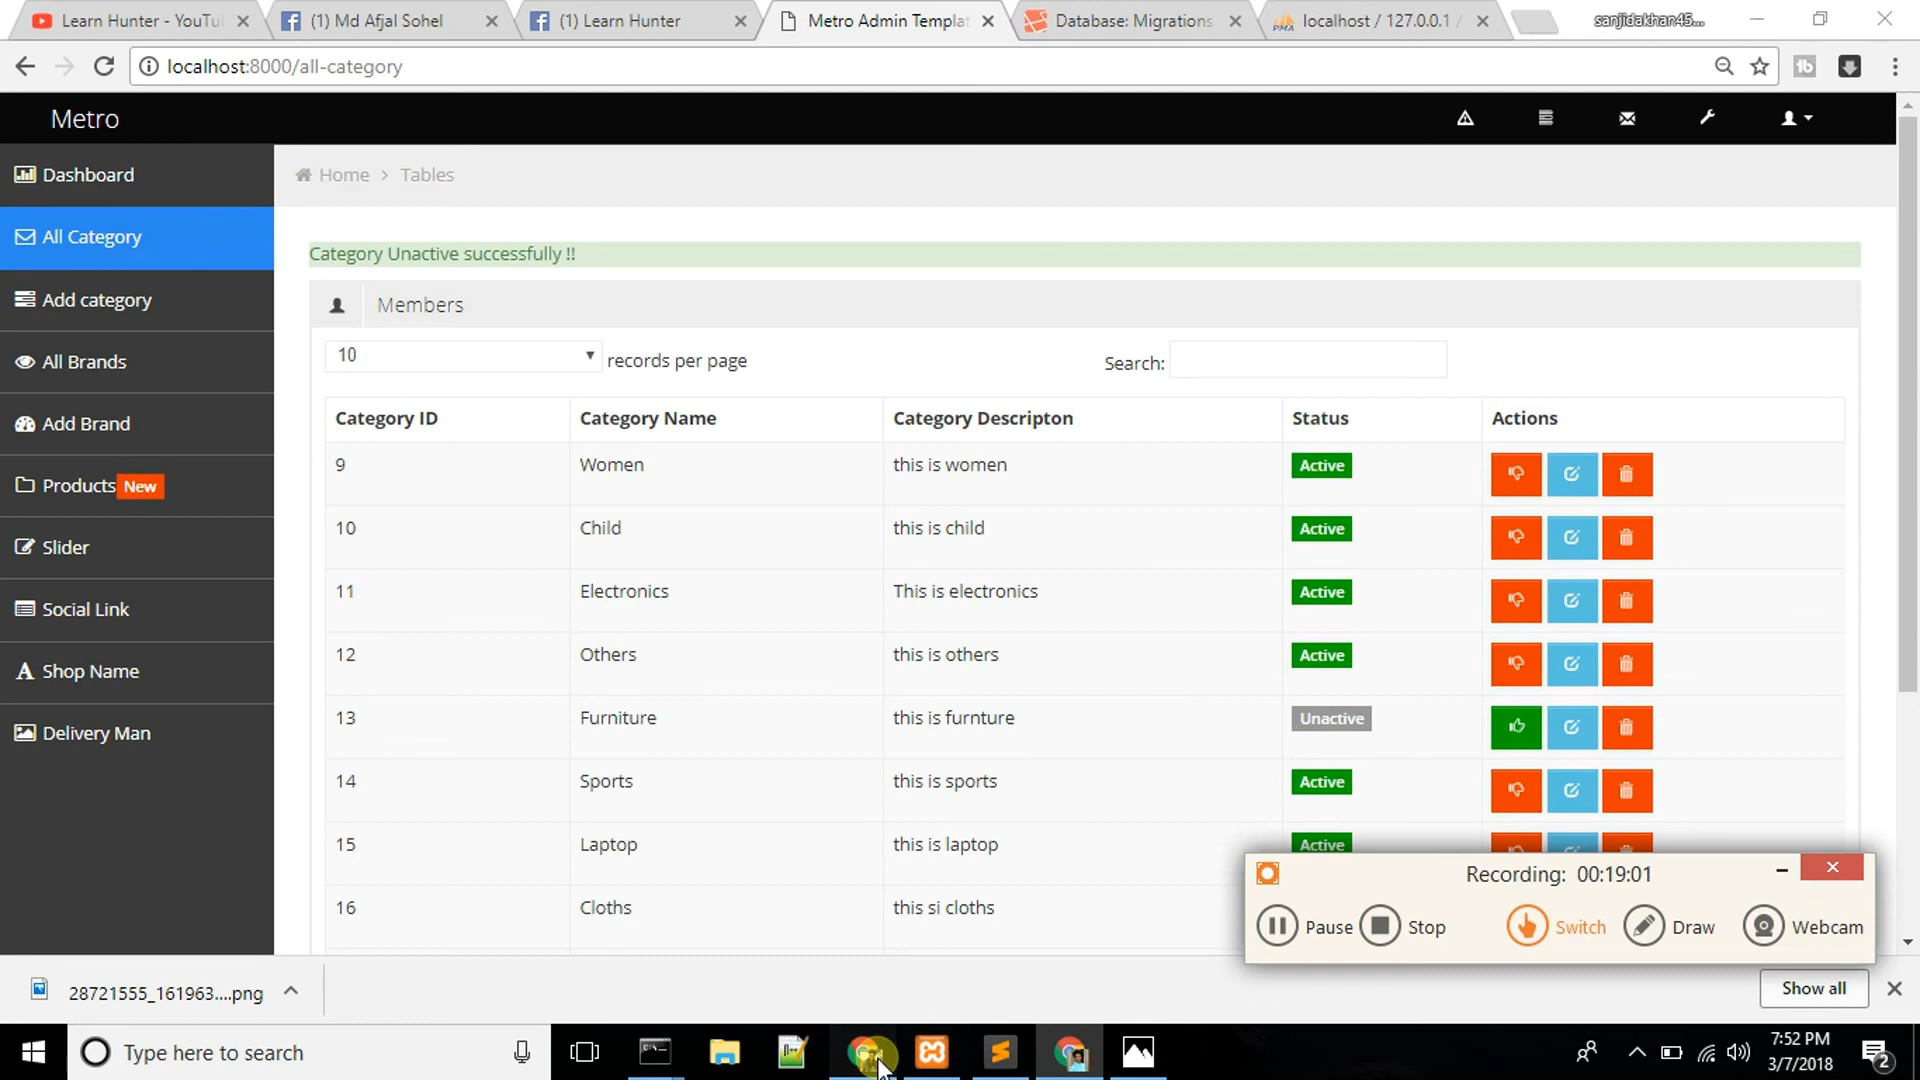 Learn Hunter - YouTu
(1) Md Afjal Sohel
(1) Learn Hunter
Metro Admin Templat
Database: Migrations
localhost / 127.0.0.1 /
sanjidakhan45...
localhost:8000/all-category
Metro
Dashboard
All Category
Add category
All Brands
Add Brand
Products New
Slider
Social Link
Shop Name
Delivery Man
Home > Tables
Category Unactive successfully !!
Members
10 records per page
Search:
Category ID Category Name Category Descripton Status Actions
9 Women this is women Active
10 Child this is child Active
11 Electronics This is electronics Active
12 Others this is others Active
13 Furniture this is furnture Unactive
14 Sports this is sports Active
15 Laptop this is laptop Active
16 Cloths this si cloths
Recording: 00:19:01
Pause Stop Switch Draw Webcam
28721555_161963....png
Show all
Type here to search
7:52 PM
3/7/2018
2